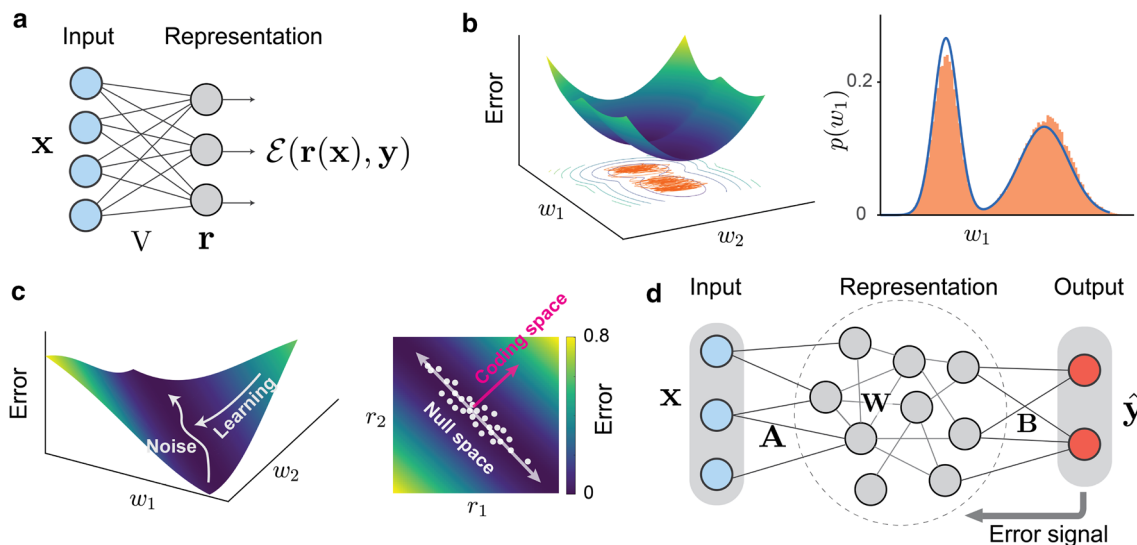 a
Input Representation
x
V r
ℰ(r(x), y)
b
Error
w₁
w₂
p(w₁)
0.2
0
w₁
c
Error
Noise
Learning
w₁
w₂
r₂
Coding space
Null space
r₁
0.8
Error
0
d
Input Representation Output
x
A
W
B
ŷ
Error signal